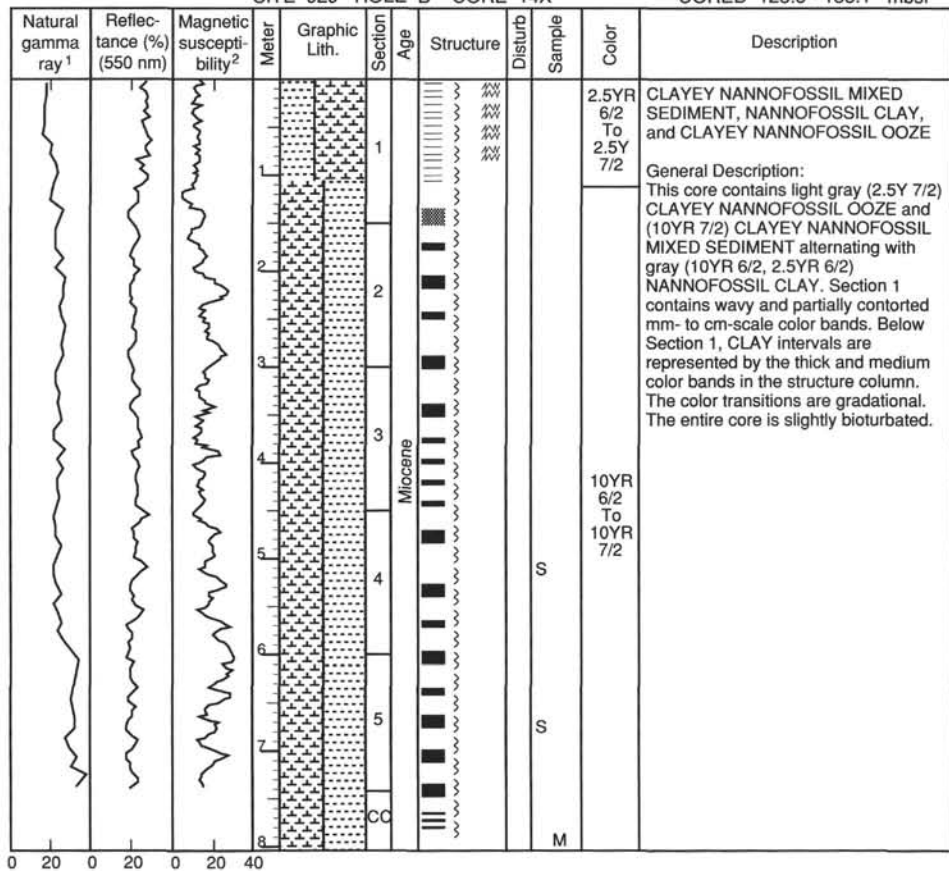 Natural gamma ray 1
Reflec-tance (%) (550 nm)
Magnetic suscepti-bility2
Meter
Graphic Lith.
Section
Age
Structure
Disturb
Sample
Color
Description
1
2
3
4
5
6
7
8
1
2
3
4
5
CC
Miocene
S
S
M
2.5YR
6/2
To
2.5Y
7/2
10YR
6/2
To
10YR
7/2
CLAYEY NANNOFOSSIL MIXED
SEDIMENT, NANNOFOSSIL CLAY,
and CLAYEY NANNOFOSSIL OOZE
General Description:
This core contains light gray (2.5Y 7/2)
CLAYEY NANNOFOSSIL OOZE and
(10YR 7/2) CLAYEY NANNOFOSSIL
MIXED SEDIMENT alternating with
gray (10YR 6/2, 2.5YR 6/2)
NANNOFOSSIL CLAY. Section 1
contains wavy and partially contorted
mm- to cm-scale color bands. Below
Section 1, CLAY intervals are
represented by the thick and medium
color bands in the structure column.
The color transitions are gradational.
The entire core is slightly bioturbated.
0 20 0 20 0 20 40